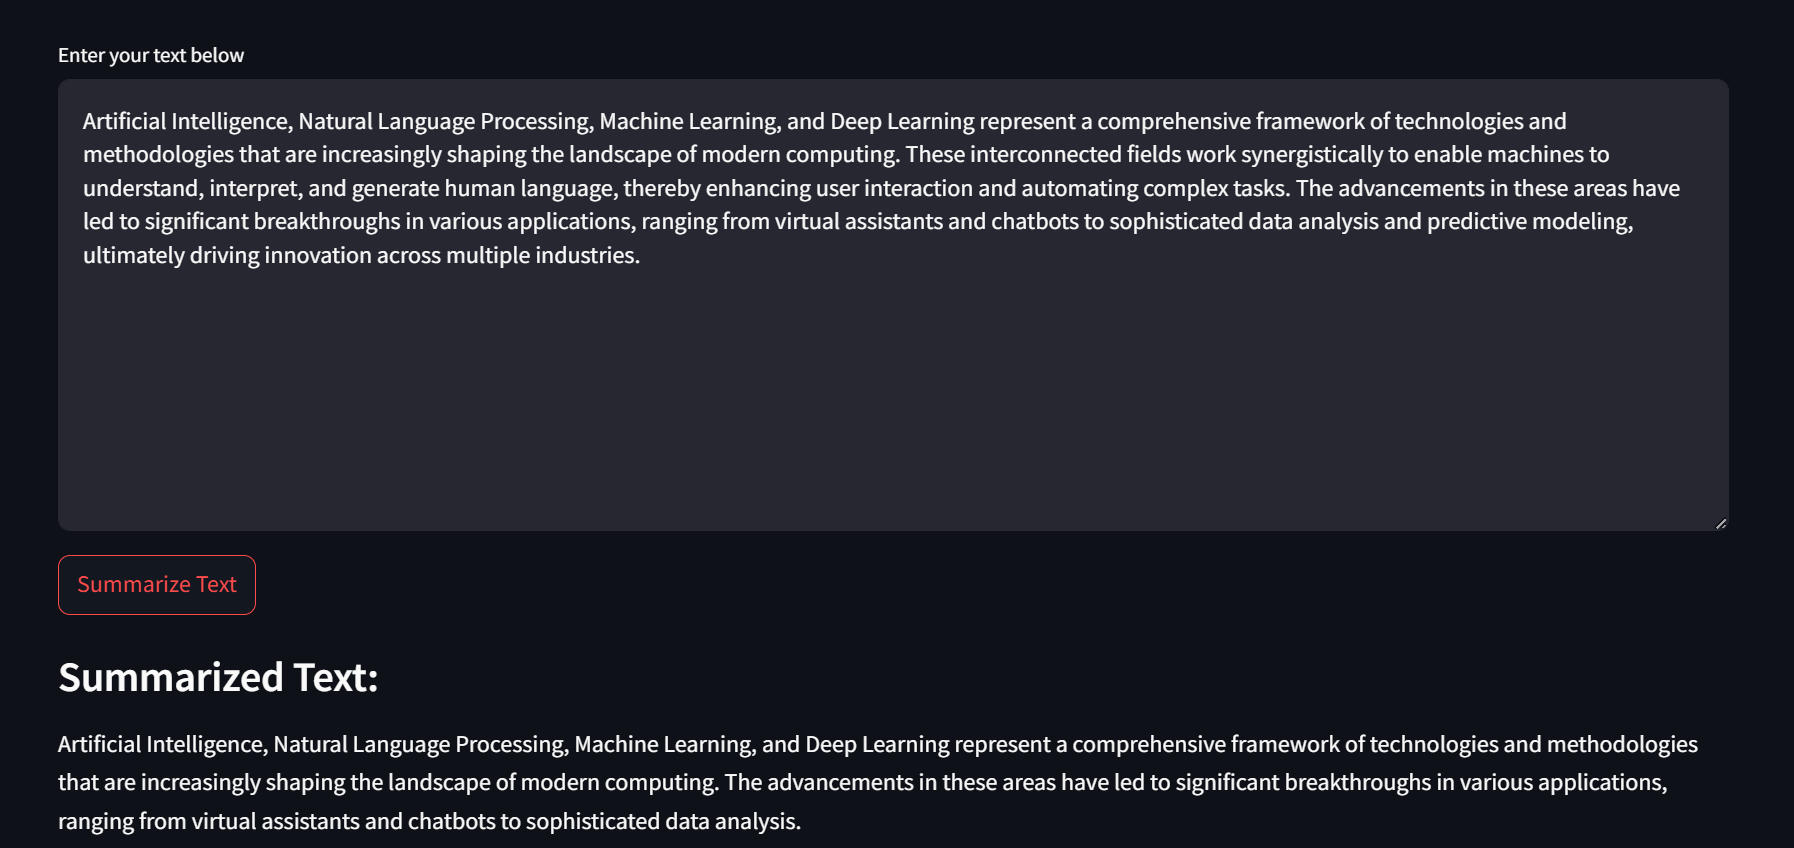 Enter your text below
Artificial Intelligence, Natural Language Processing, Machine Learning, and Deep Learning represent a comprehensive framework of technologies and
methodologies that are increasingly shaping the landscape of modern computing. These interconnected fields work synergistically to enable machines to
understand, interpret, and generate human language, thereby enhancing user interaction and automating complex tasks. The advancements in these areas have
led to significant breakthroughs in various applications, ranging from virtual assistants and chatbots to sophisticated data analysis and predictive modeling,
ultimately driving innovation across multiple industries.
Summarize Text
Summarized Text:
Artificial Intelligence, Natural Language Processing, Machine Learning, and Deep Learning represent a comprehensive framework of technologies and methodologies
that are increasingly shaping the landscape of modern computing. The advancements in these areas have led to significant breakthroughs in various applications,
ranging from virtual assistants and chatbots to sophisticated data analysis.